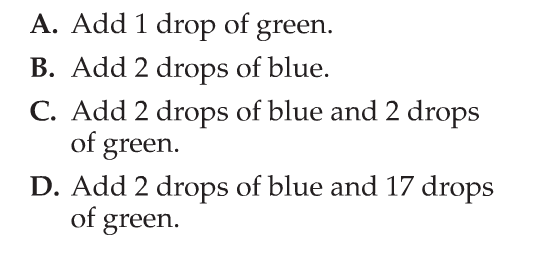 A. Add 1 drop of green.
B. Add 2 drops of blue.
C. Add 2 drops of blue and 2 drops
of green.
D. Add 2 drops of blue and 17 drops
of green.